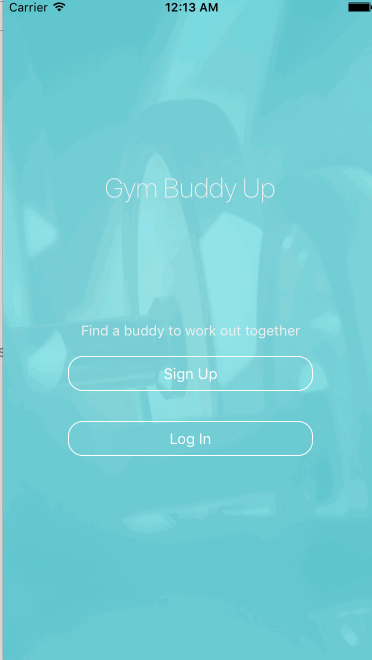 Carrier 12:13 AM
Gym Buddy Up
Find a buddy to work out together
Sign Up
Log In